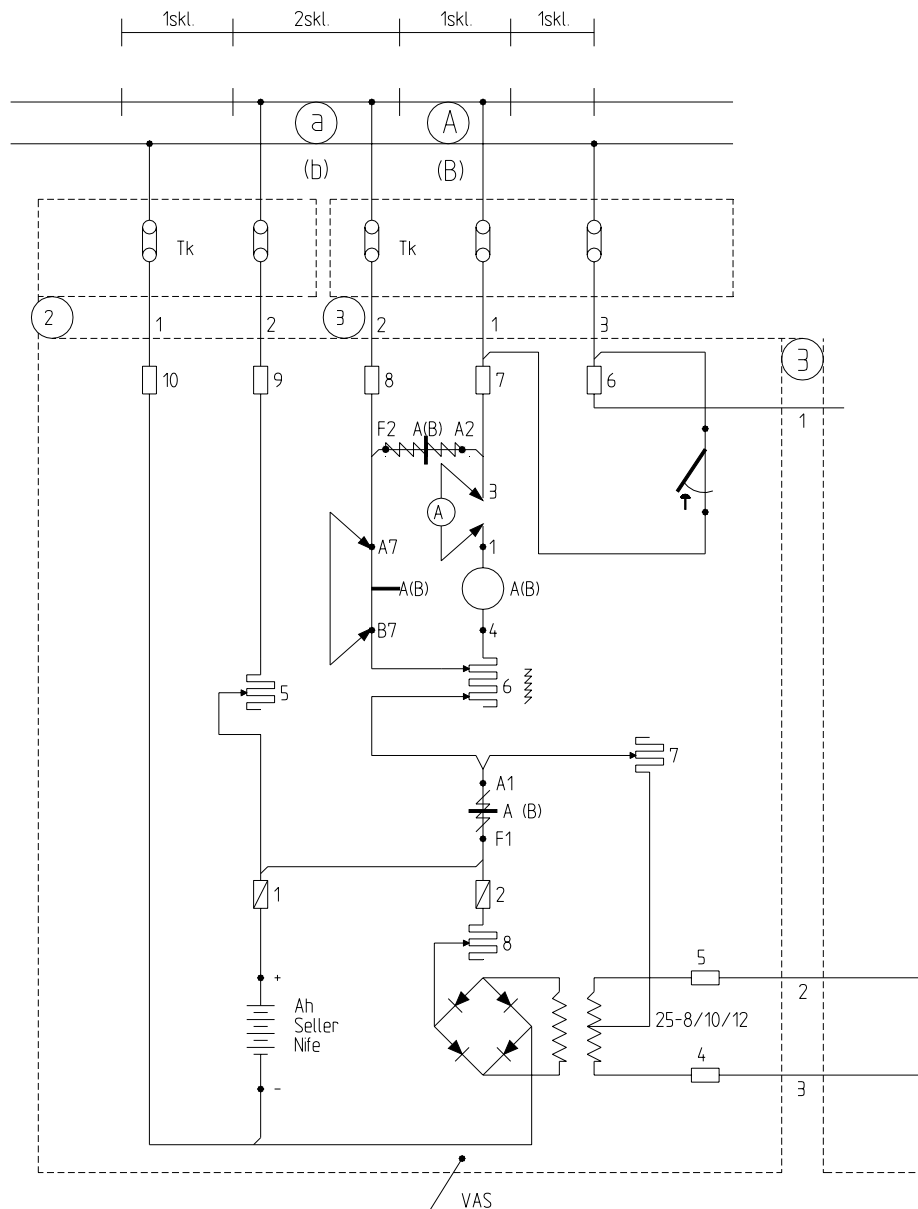 1skl. 2skl. 1skl. 1skl.
a A
(b) (B)
Tk Tk
2 3
1 2 2 1 3
3
10 9 8 7 6
1
F2 A(B) A2
3
A
A7 1
A(B) A(B)
B7 4
5 6
7
A1
A (B)
F1
1 2
8
+ 5
2
Ah
Seller
Nife
25-8/10/12
4
- 3
VAS